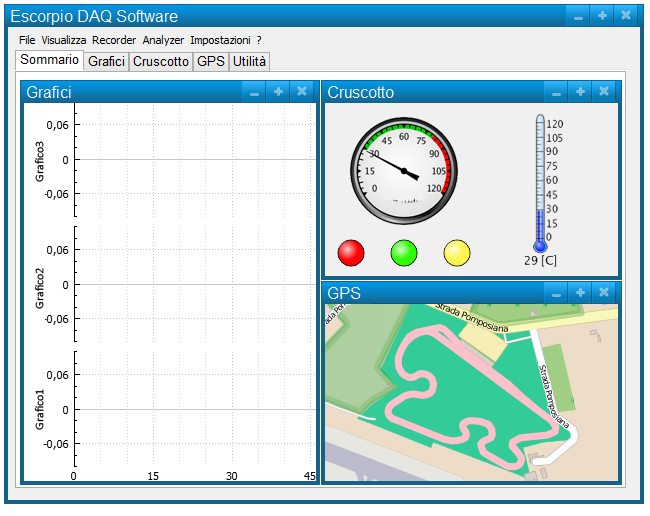 Escorpio DAQ Software
File Visualizza Recorder Analyzer Impostazioni ?
Sommario Grafici Cruscotto GPS Utilità
Grafici
0,06
0
-0,06
Grafico3
0,06
0
-0,06
Grafico2
0,06
0
-0,06
Grafico1
0 15 30 45
Cruscotto
0 15 30 45 60 75 90 105 120
120
105
90
75
60
45
30
15
0
29 [C]
GPS
Strada Pomposiana
Strada Pomposiana